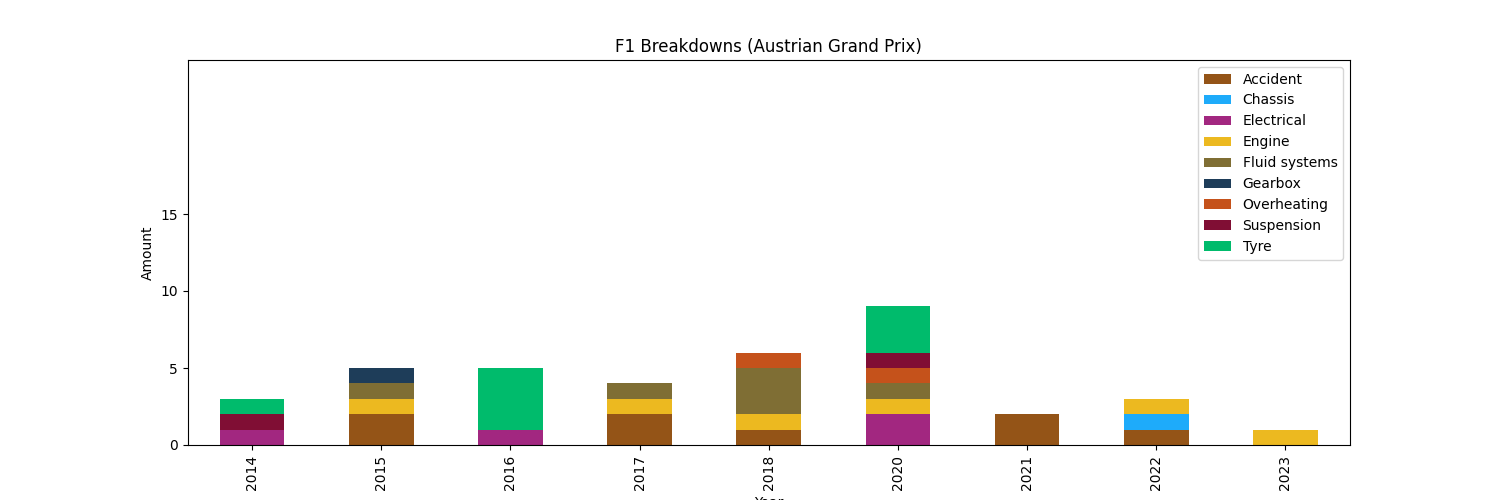 F1 Breakdowns (Austrian Grand Prix)
Accident
Chassis
Electrical
Engine
Fluid systems
Gearbox
Overheating
Suspension
Tyre
Amount
15
10
5
0
2014
2015
2016
2017
2018
2020
2021
2022
2023
Year